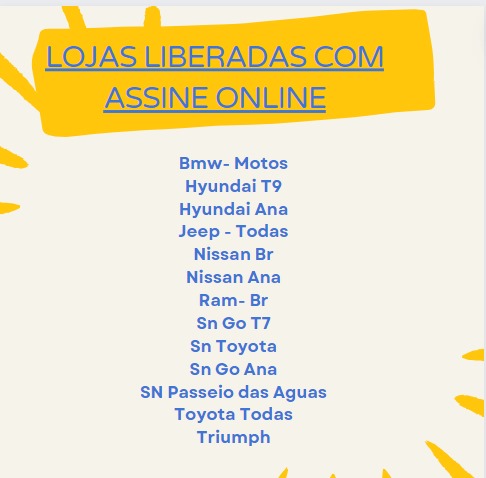 LOJAS LIBERADAS COM
ASSINE ONLINE
Bmw- Motos
Hyundai T9
Hyundai Ana
Jeep - Todas
Nissan Br
Nissan Ana
Ram- Br
Sn Go T7
Sn Toyota
Sn Go Ana
SN Passeio das Aguas
Toyota Todas
Triumph